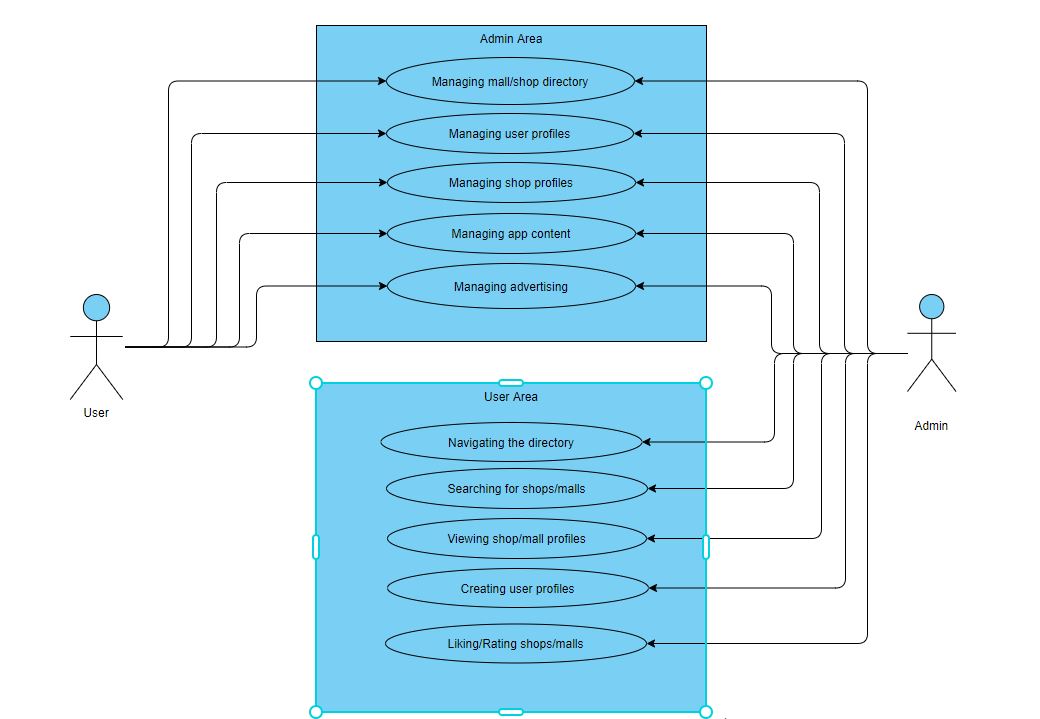 Admin Area
Managing mall/shop directory
Managing user profiles
Managing shop profiles
Managing app content
Managing advertising
User
Admin
User Area
Navigating the directory
Searching for shops/malls
Viewing shop/mall profiles
Creating user profiles
Liking/Rating shops/malls